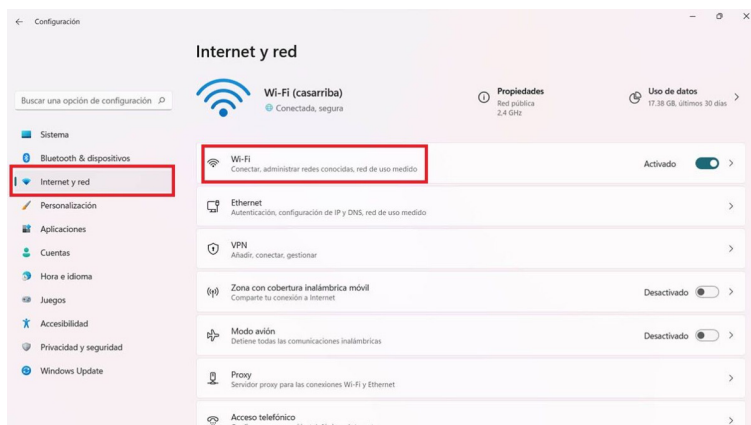 Configuración
Internet y red
Buscar una opción de configuración
Wi-Fi (casarriba)
Conectada, segura
Propiedades
Red pública
2,4 GHz
Uso de datos
17.38 GB, últimos 30 días
Sistema
Bluetooth & dispositivos
Internet y red
Personalización
Aplicaciones
Cuentas
Hora e idioma
Juegos
Accesibilidad
Privacidad y seguridad
Windows Update
Wi-Fi
Conectar, administrar redes conocidas, red de uso medido
Activado
Ethernet
Autenticación, configuración de IP y DNS, red de uso medido
VPN
Añadir, conectar, gestionar
Zona con cobertura inalámbrica móvil
Comparte tu conexión a Internet
Desactivado
Modo avión
Detiene todas las comunicaciones inalámbricas
Desactivado
Proxy
Servidor proxy para las conexiones Wi-Fi y Ethernet
Acceso telefónico